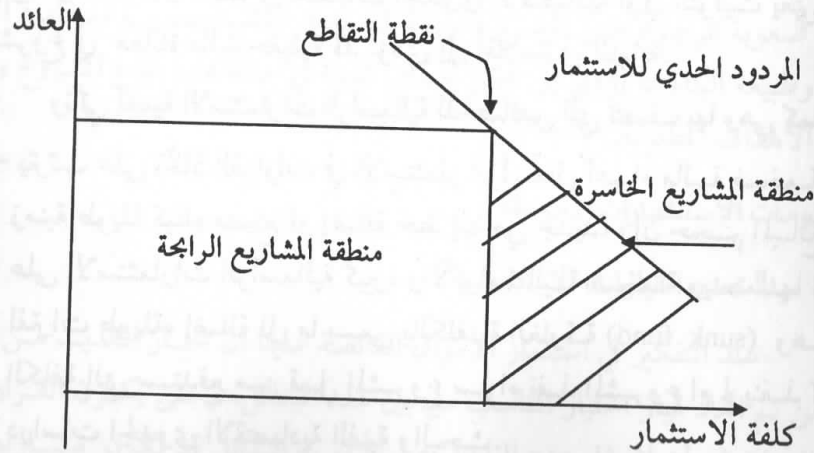 العائد
نقطة التقاطع
المردود الحدي للاستثمار
منطقة المشاريع الخاسرة
منطقة المشاريع الرابحة
كلفة الاستثمار